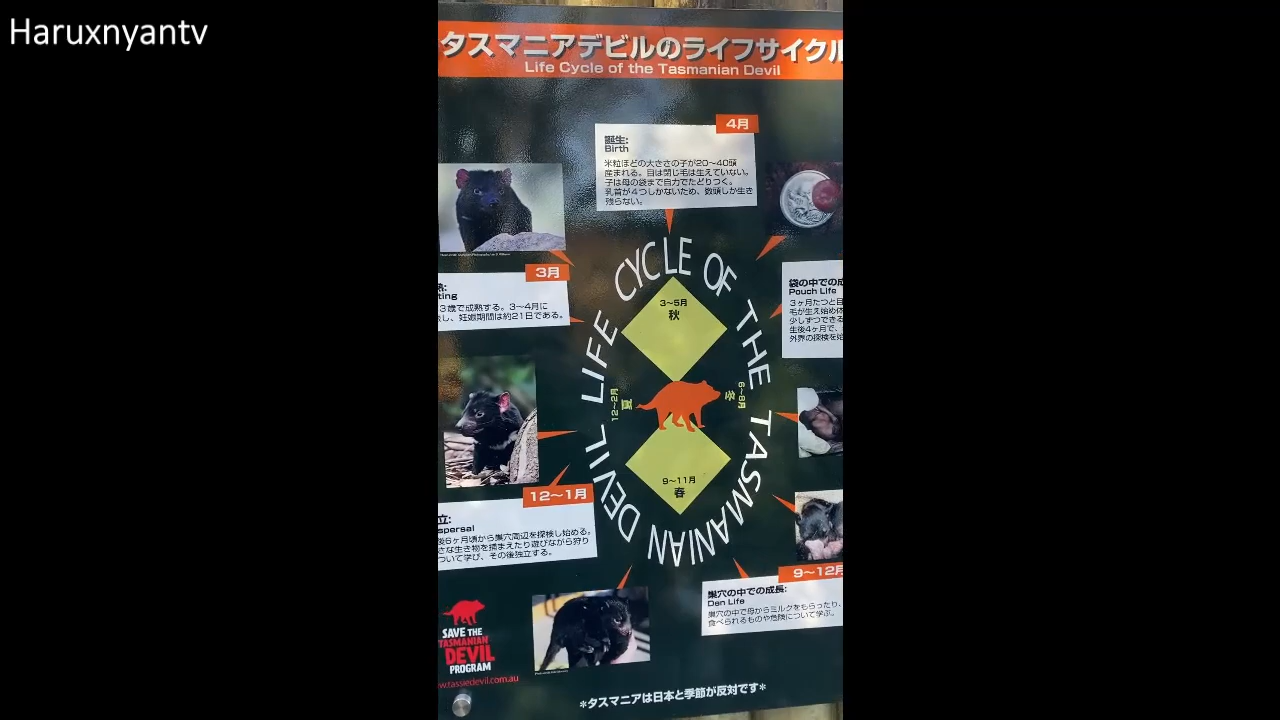 Haruxnyantv
タスマニアデビルのライフサイクル
Life Cycle of the Tasmanian Devil
4月
誕生:
Birth
米粒ほどの大きさの子が20〜40頭
産まれる。目は閉じ毛は生えていない。
子は母の袋まで自力でたどりつく。
乳首が4つしかないため、数頭しか生き
残らない。
3月
熟:
ting
3歳で成熟する。3〜4月に
し、妊娠期間は約21日である。
袋の中での成
Pouch Life
3ヶ月たつと目
毛が生え始め体
少しずつできる
生後4ヶ月で、
外界の探検を始
CYCLE OF THE TASMANIAN DEVIL LIFE
3〜5月
秋
12〜2月
夏
6〜8月
冬
9〜11月
春
12〜1月
立:
spersal
後6ヶ月頃から巣穴周辺を探検し始める。
さな生き物を捕まえたり遊びながら狩り
ついて学び、その後独立する。
9〜12月
巣穴の中での成長:
Den Life
巣穴の中で母からミルクをもらったり、
食べられるものや危険について学ぶ。
SAVE THE
TASMANIAN
DEVIL
PROGRAM
w.tassiedevil.com.au
*タスマニアは日本と季節が反対です*